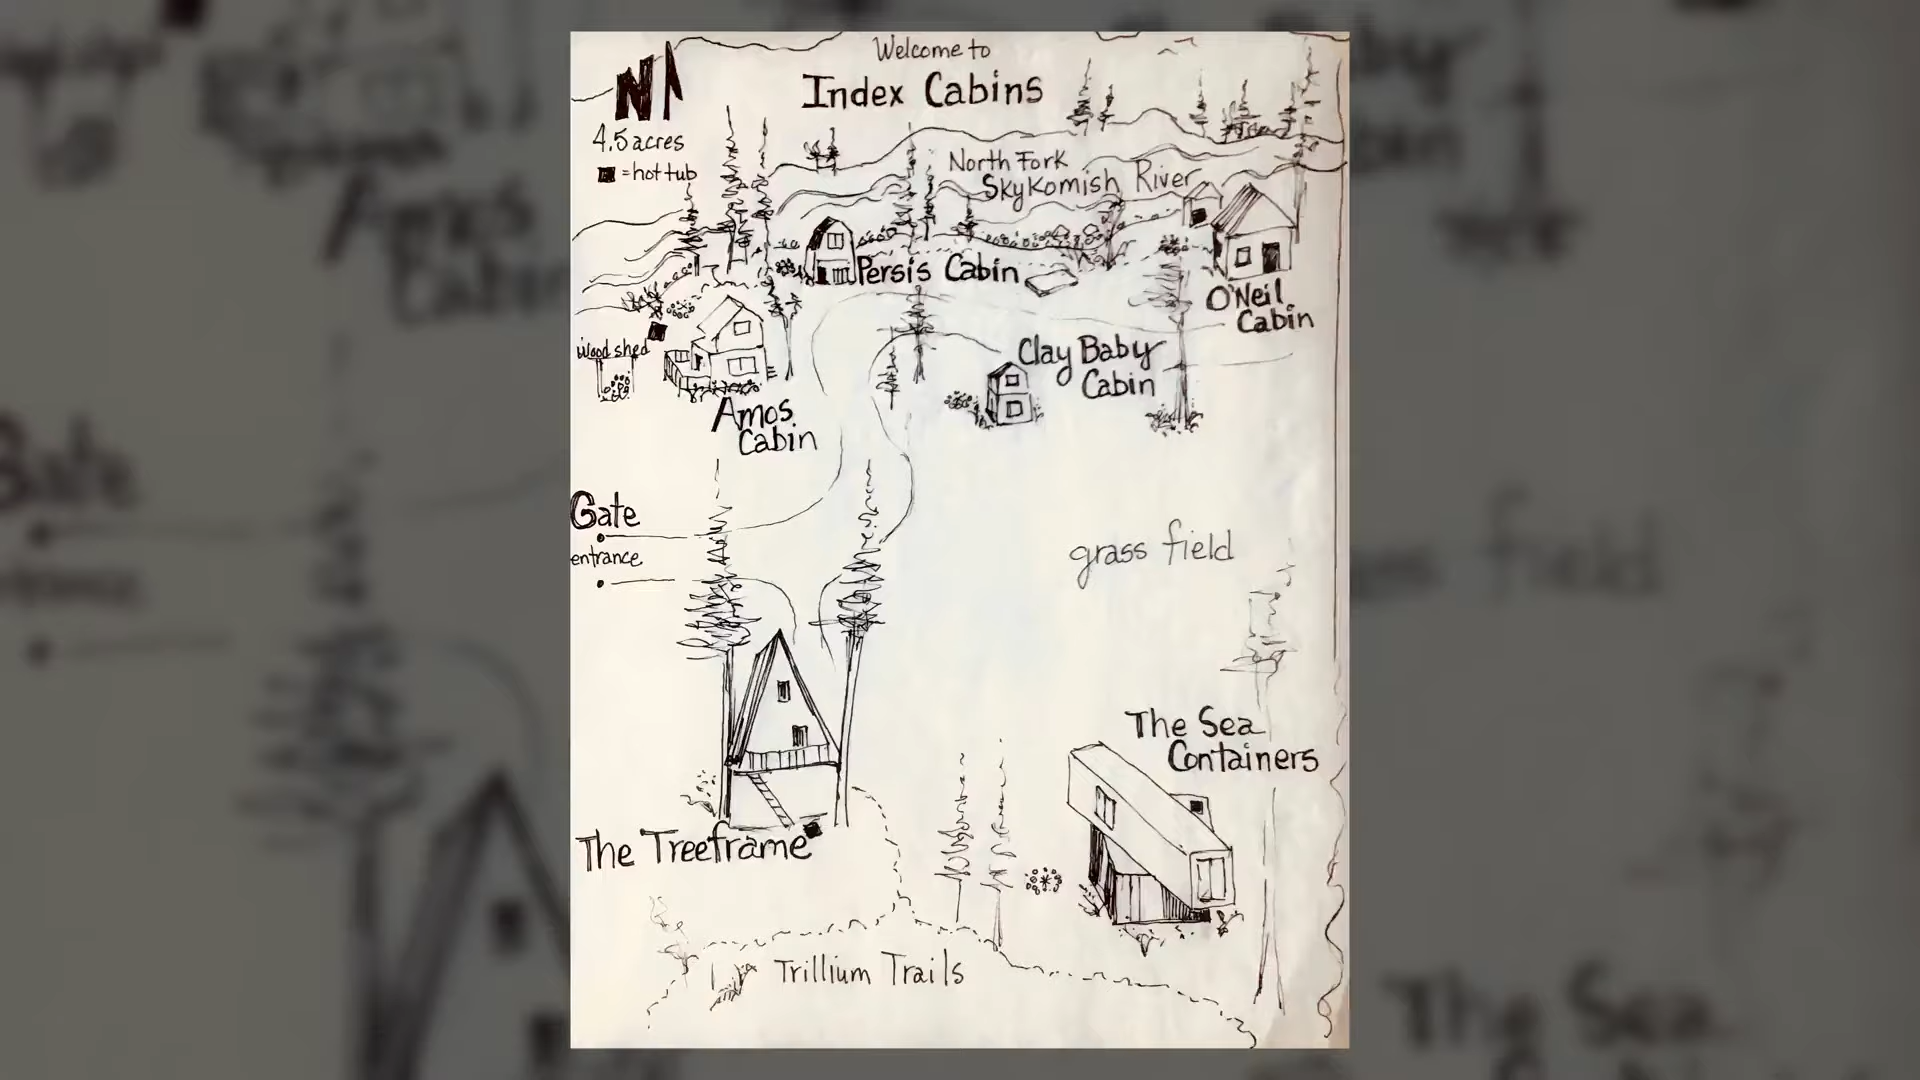 Welcome to
Index Cabins
N
4.5 acres
= hot tub
North Fork
Skykomish River
Persis Cabin
O'Neil
Cabin
Wood shed
Clay Baby
Cabin
Amos
Cabin
Gate
entrance
grass field
The Sea
Containers
The Treeframe
Trillium Trails